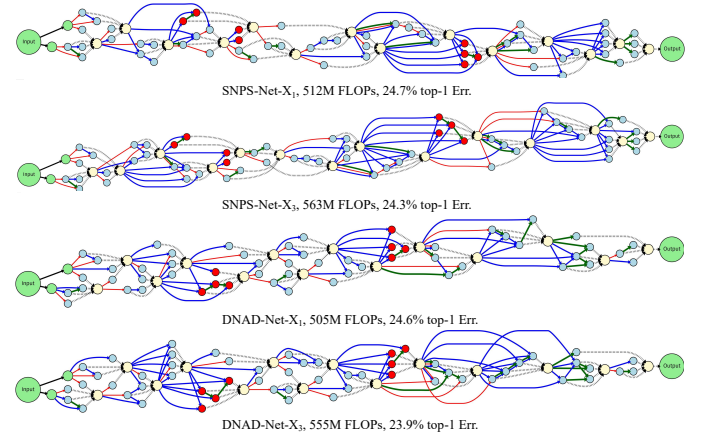 Input
Output
SNPS-Net-X₁, 512M FLOPs, 24.7% top-1 Err.
Input
Output
SNPS-Net-X₃, 563M FLOPs, 24.3% top-1 Err.
Input
Output
DNAD-Net-X₁, 505M FLOPs, 24.6% top-1 Err.
Input
Output
DNAD-Net-X₃, 555M FLOPs, 23.9% top-1 Err.